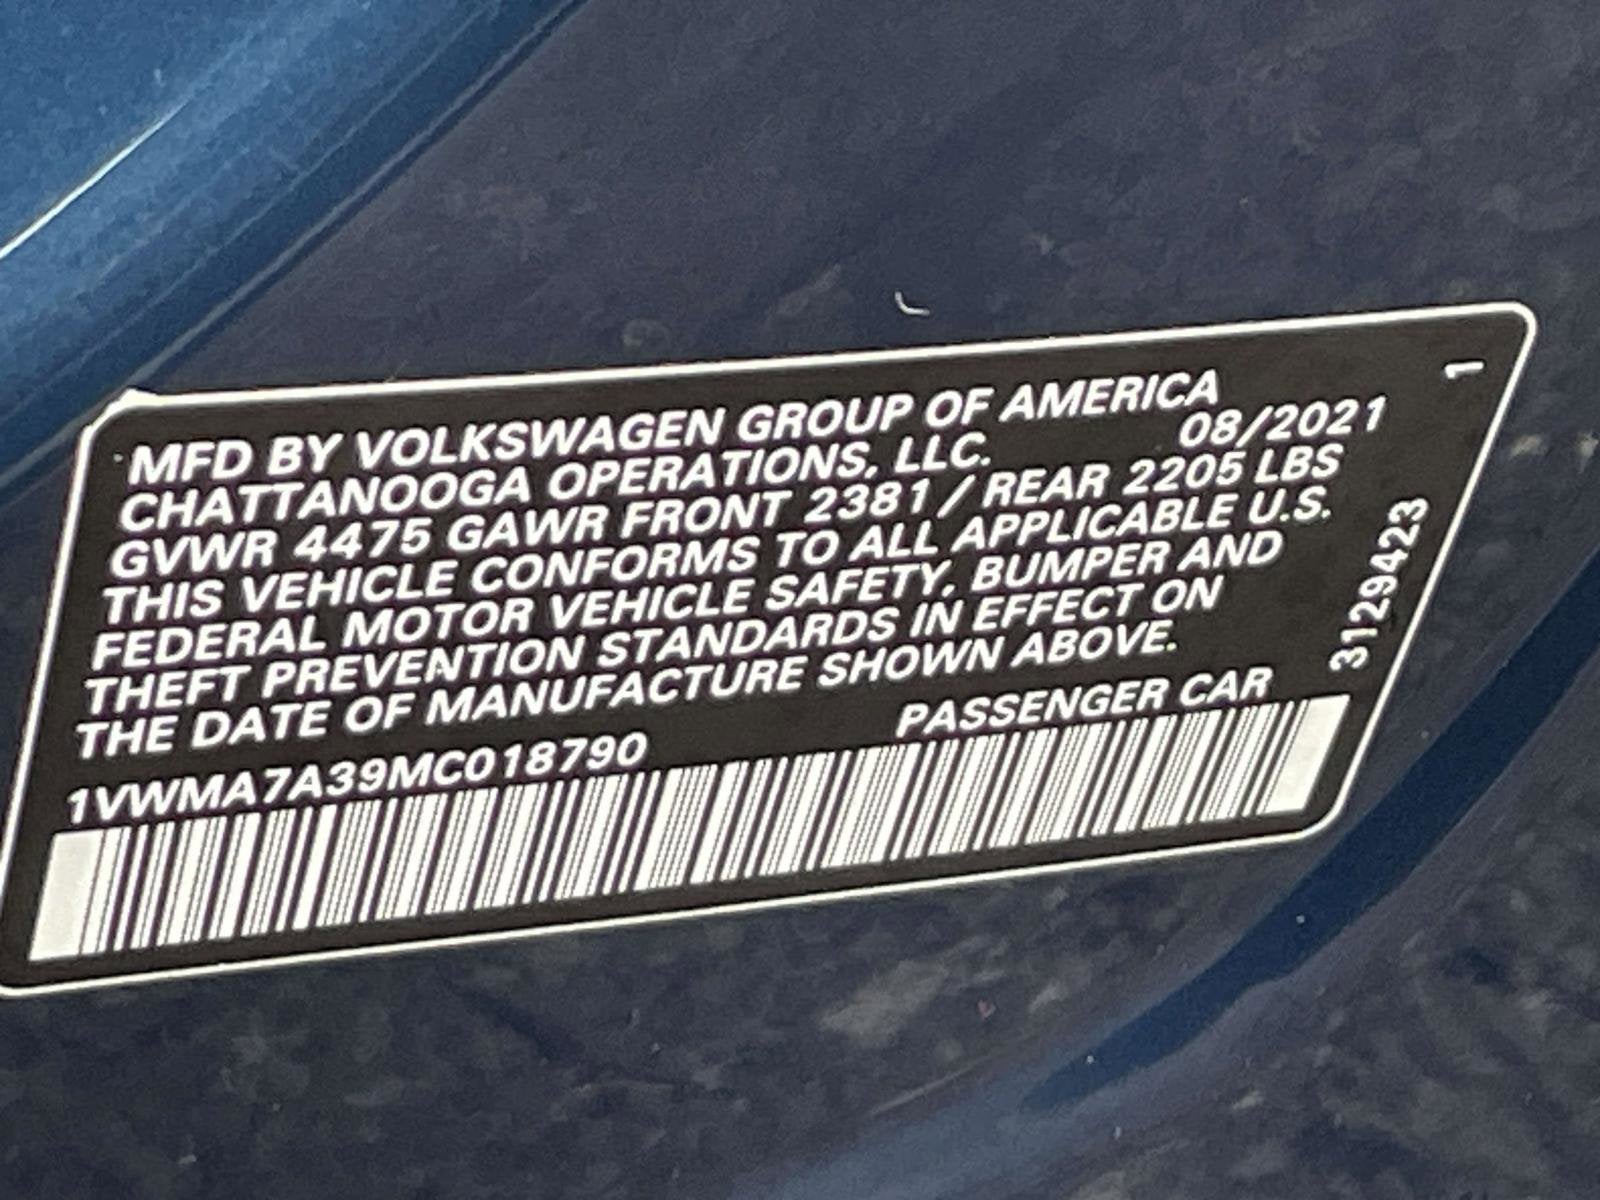 MFD BY VOLKSWAGEN GROUP OF AMERICA
CHATTANOOGA OPERATIONS, LLC. 08/2021
GVWR 4475 GAWR FRONT 2381 / REAR 2205 LBS
THIS VEHICLE CONFORMS TO ALL APPLICABLE U.S.
FEDERAL MOTOR VEHICLE SAFETY, BUMPER AND
THEFT PREVENTION STANDARDS IN EFFECT ON
THE DATE OF MANUFACTURE SHOWN ABOVE.
1VWMA7A39MC018790 PASSENGER CAR
3129423
1